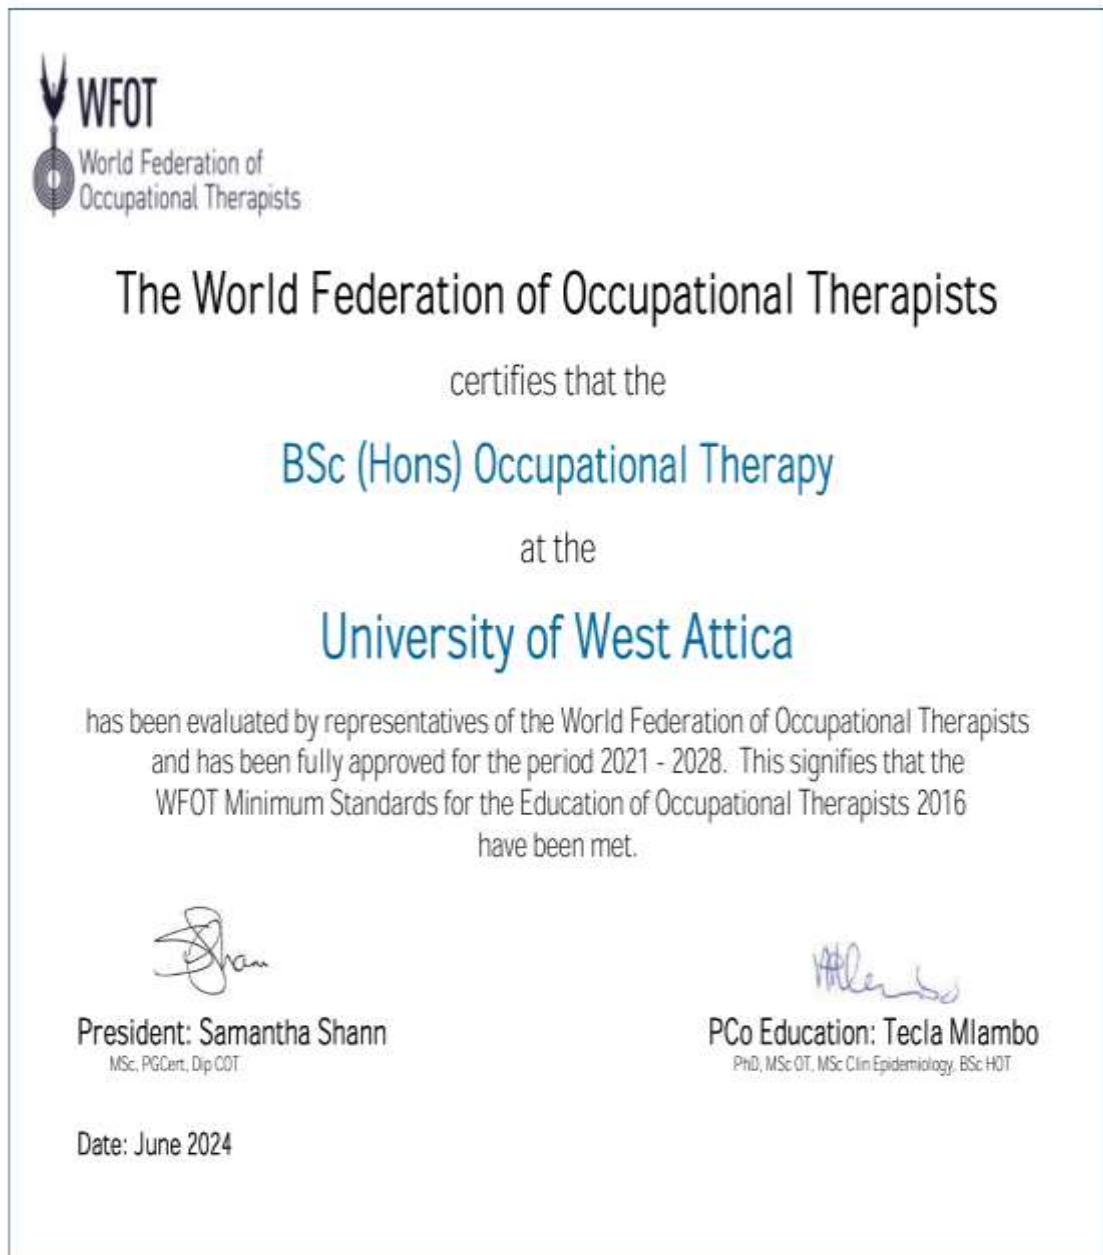 WFOT
World Federation of
Occupational Therapists
The World Federation of Occupational Therapists
certifies that the
BSc (Hons) Occupational Therapy
at the
University of West Attica
has been evaluated by representatives of the World Federation of Occupational Therapists
and has been fully approved for the period 2021 - 2028. This signifies that the
WFOT Minimum Standards for the Education of Occupational Therapists 2016
have been met.
President: Samantha Shann
MSc, PGCert, Dip COT
PCo Education: Tecla Mlambo
PhD, MSc OT, MSc Clin Epidemiology, BSc HOT
Date: June 2024